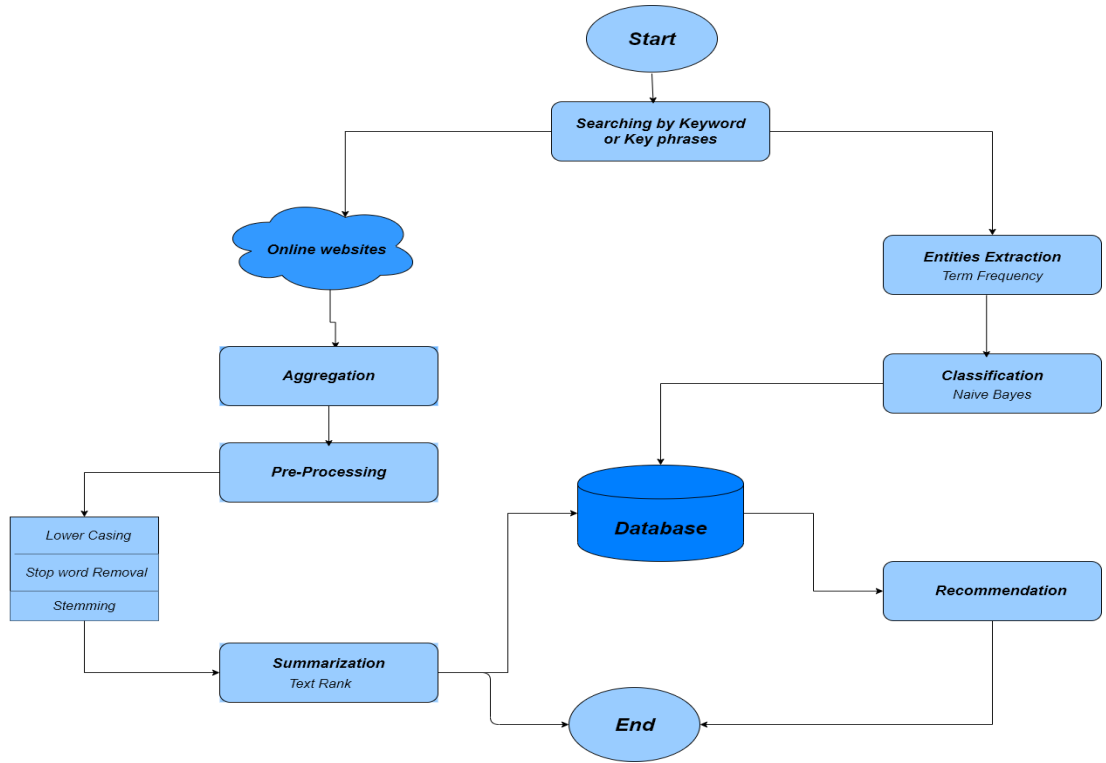 Start
Searching by Keyword
or Key phrases
Online websites
Entities Extraction
Term Frequency
Aggregation
Classification
Naive Bayes
Pre-Processing
Lower Casing
Stop word Removal
Stemming
Database
Recommendation
Summarization
Text Rank
End